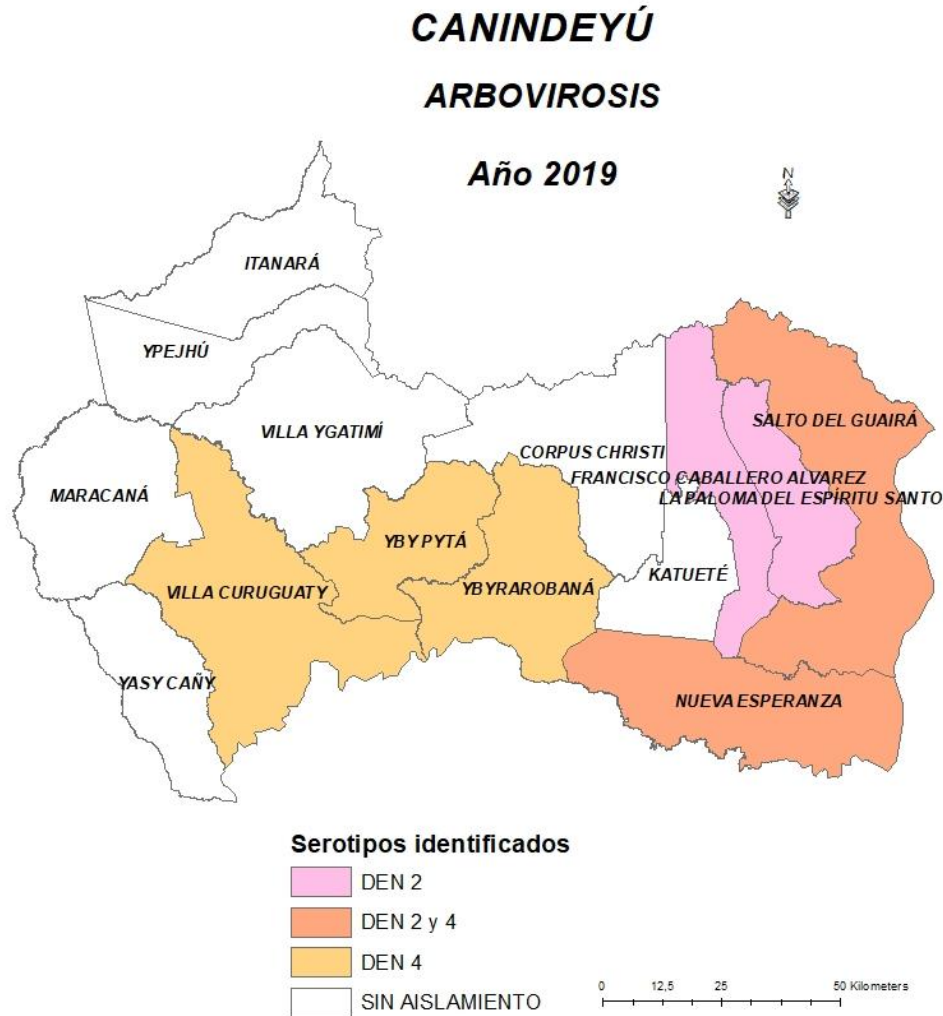 CANINDEYÚ
ARBOVIROSIS
Año 2019
N
ITANARÁ
YPEJHÚ
VILLA YGATIMÍ
SALTO DEL GUAIRÁ
CORPUS CHRISTI
FRANCISCO CABALLERO ALVAREZ
MARACANÁ
LA PALOMA DEL ESPÍRITU SANTO
YBY PYTÁ
KATUETÉ
VILLA CURUGUATY
YBYRAROBANÁ
YASY CAÑY
NUEVA ESPERANZA
Serotipos identificados
DEN 2
DEN 2 y 4
DEN 4
SIN AISLAMIENTO
0 12,5 25 50 Kilometers